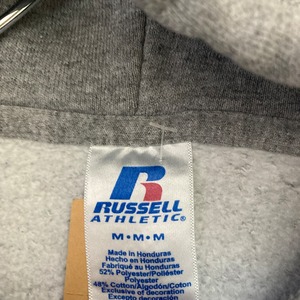 R
RUSSELL
ATHLETIC®
M • M • M
Made in Honduras
Hecho en Honduras
Fabriqué au Honduras
52% Polyester/Poliéster
Polyester
48% Cotton/Algodón/Coton
Exclusive of decoration
Excepto decoración